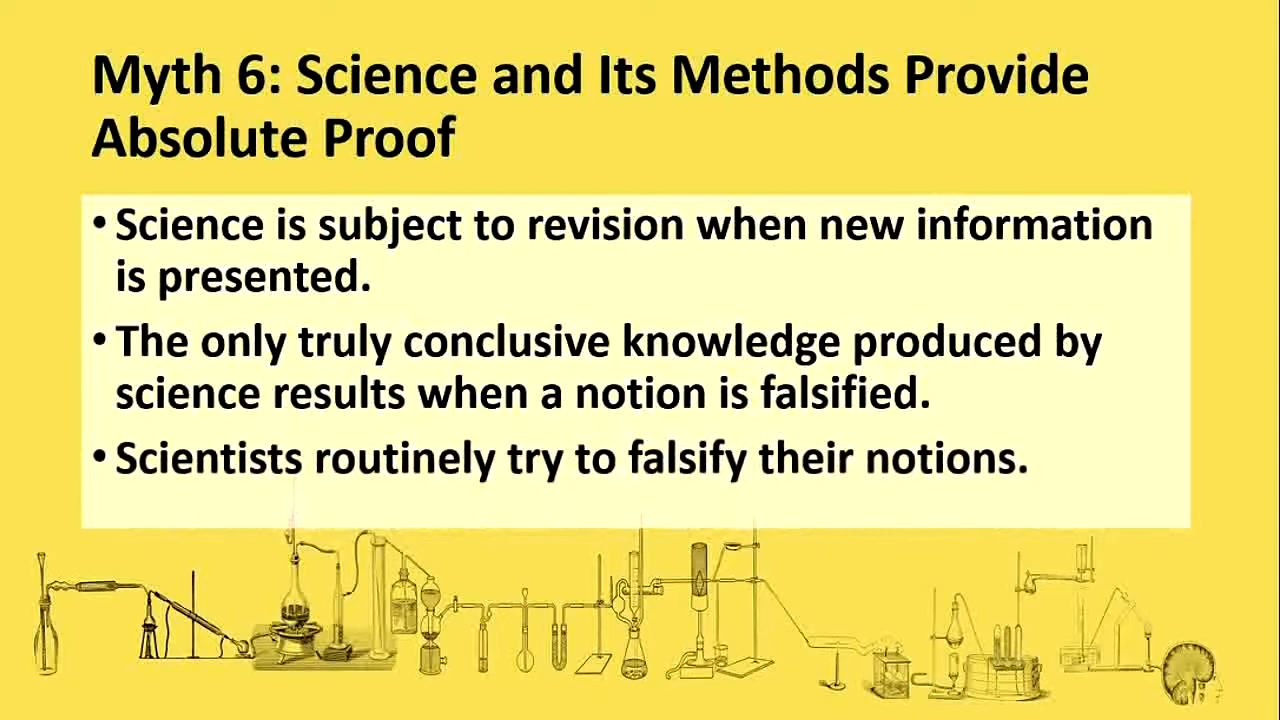 Myth 6: Science and Its Methods Provide
Absolute Proof
• Science is subject to revision when new information
is presented.
• The only truly conclusive knowledge produced by
science results when a notion is falsified.
• Scientists routinely try to falsify their notions.